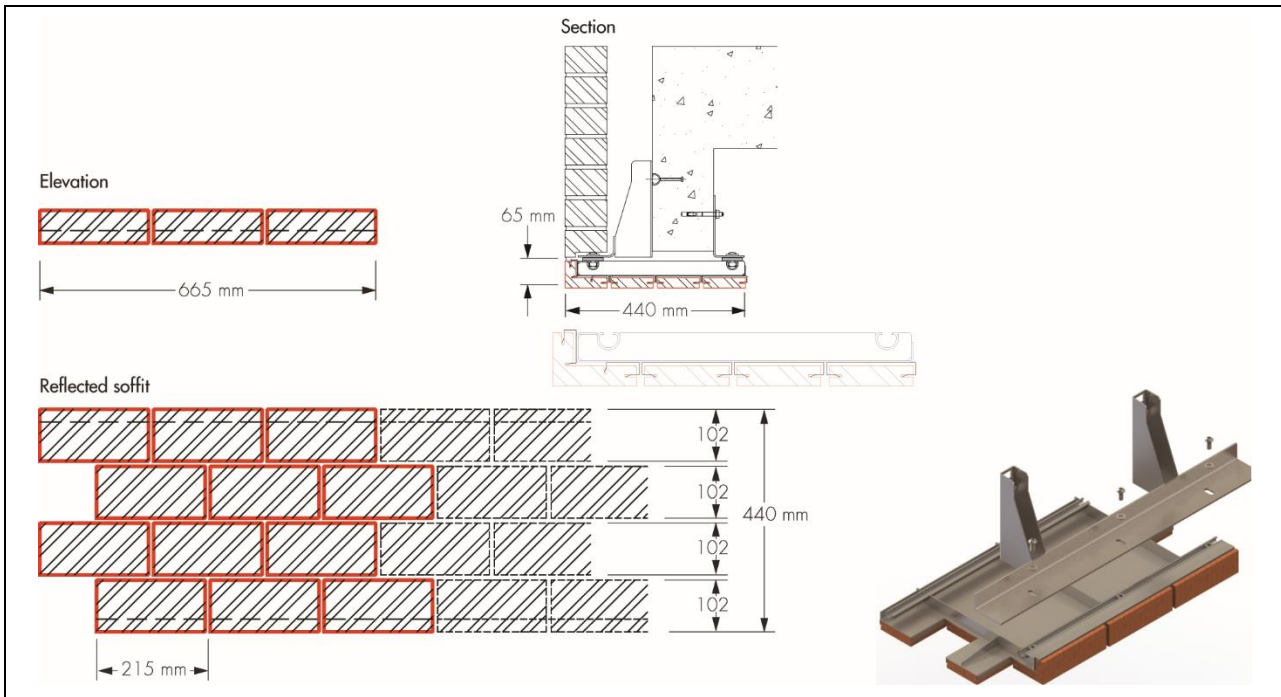 Section
Elevation
65 mm
665 mm
440 mm
Reflected soffit
102
102
440 mm
102
102
215 mm